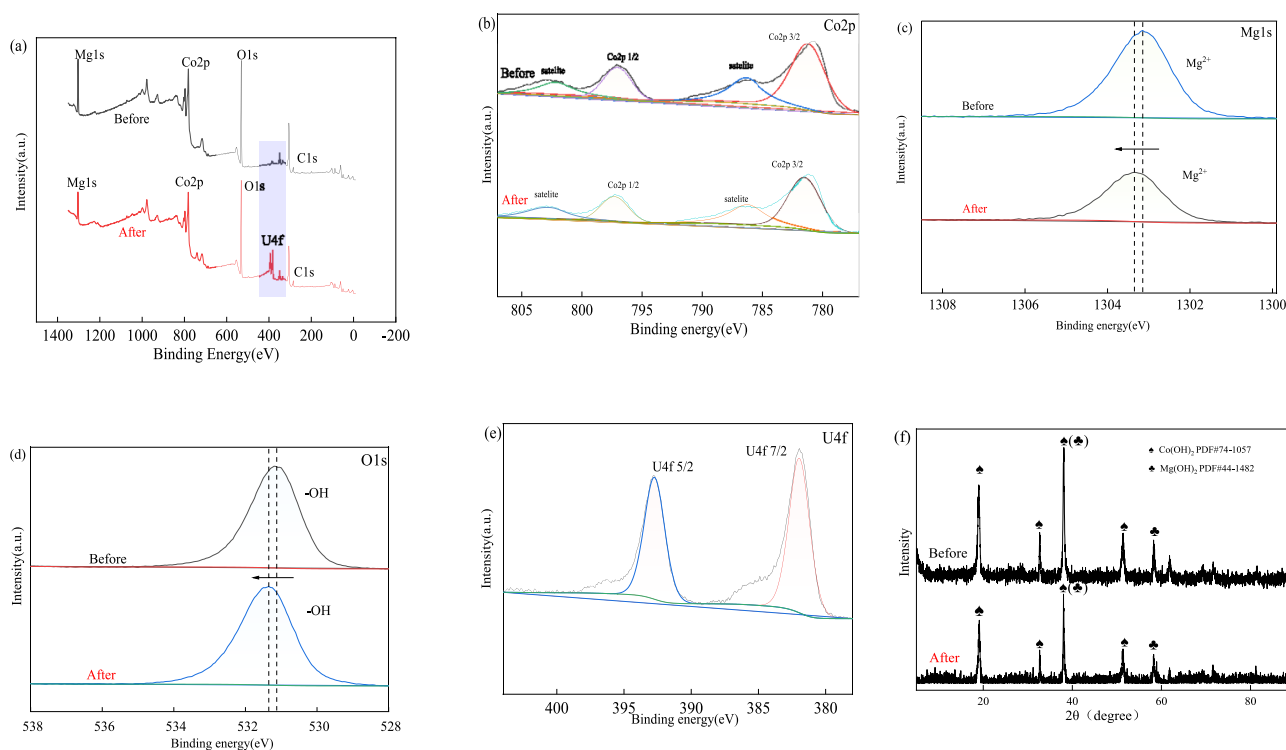 (a)
Mg1s
Co2p
O1s
Before
C1s
Mg1s
Co2p
O1s
After
U4f
C1s
Intensity(a.u.)
1400 1200 1000 800 600 400 200 0 -200
Binding Energy(eV)
(b)
Co2p
Co2p 3/2
Before
satelite
Co2p 1/2
satelite
Co2p 3/2
After
satelite
Co2p 1/2
satelite
Intensity(a.u.)
805 800 795 790 785 780
Binding energy(eV)
(c)
Mg1s
Mg2+
Before
Mg2+
After
Intensity(a.u.)
1308 1306 1304 1302 1300
Binding energy(eV)
(d)
O1s
-OH
Before
-OH
After
Intensity(a.u.)
538 536 534 532 530 528
Binding energy(eV)
(e)
U4f
U4f 5/2
U4f 7/2
Intensity(a.u.)
400 395 390 385 380
Binding energy(eV)
(f)
♠ Co(OH)2 PDF#74-1057
♣ Mg(OH)2 PDF#44-1482
♠ ♠ ♠(♣) ♠ ♣
Before
♠ ♠ ♠(♣) ♠ ♣
After
Intensity
20 40 60 80
2θ（degree）